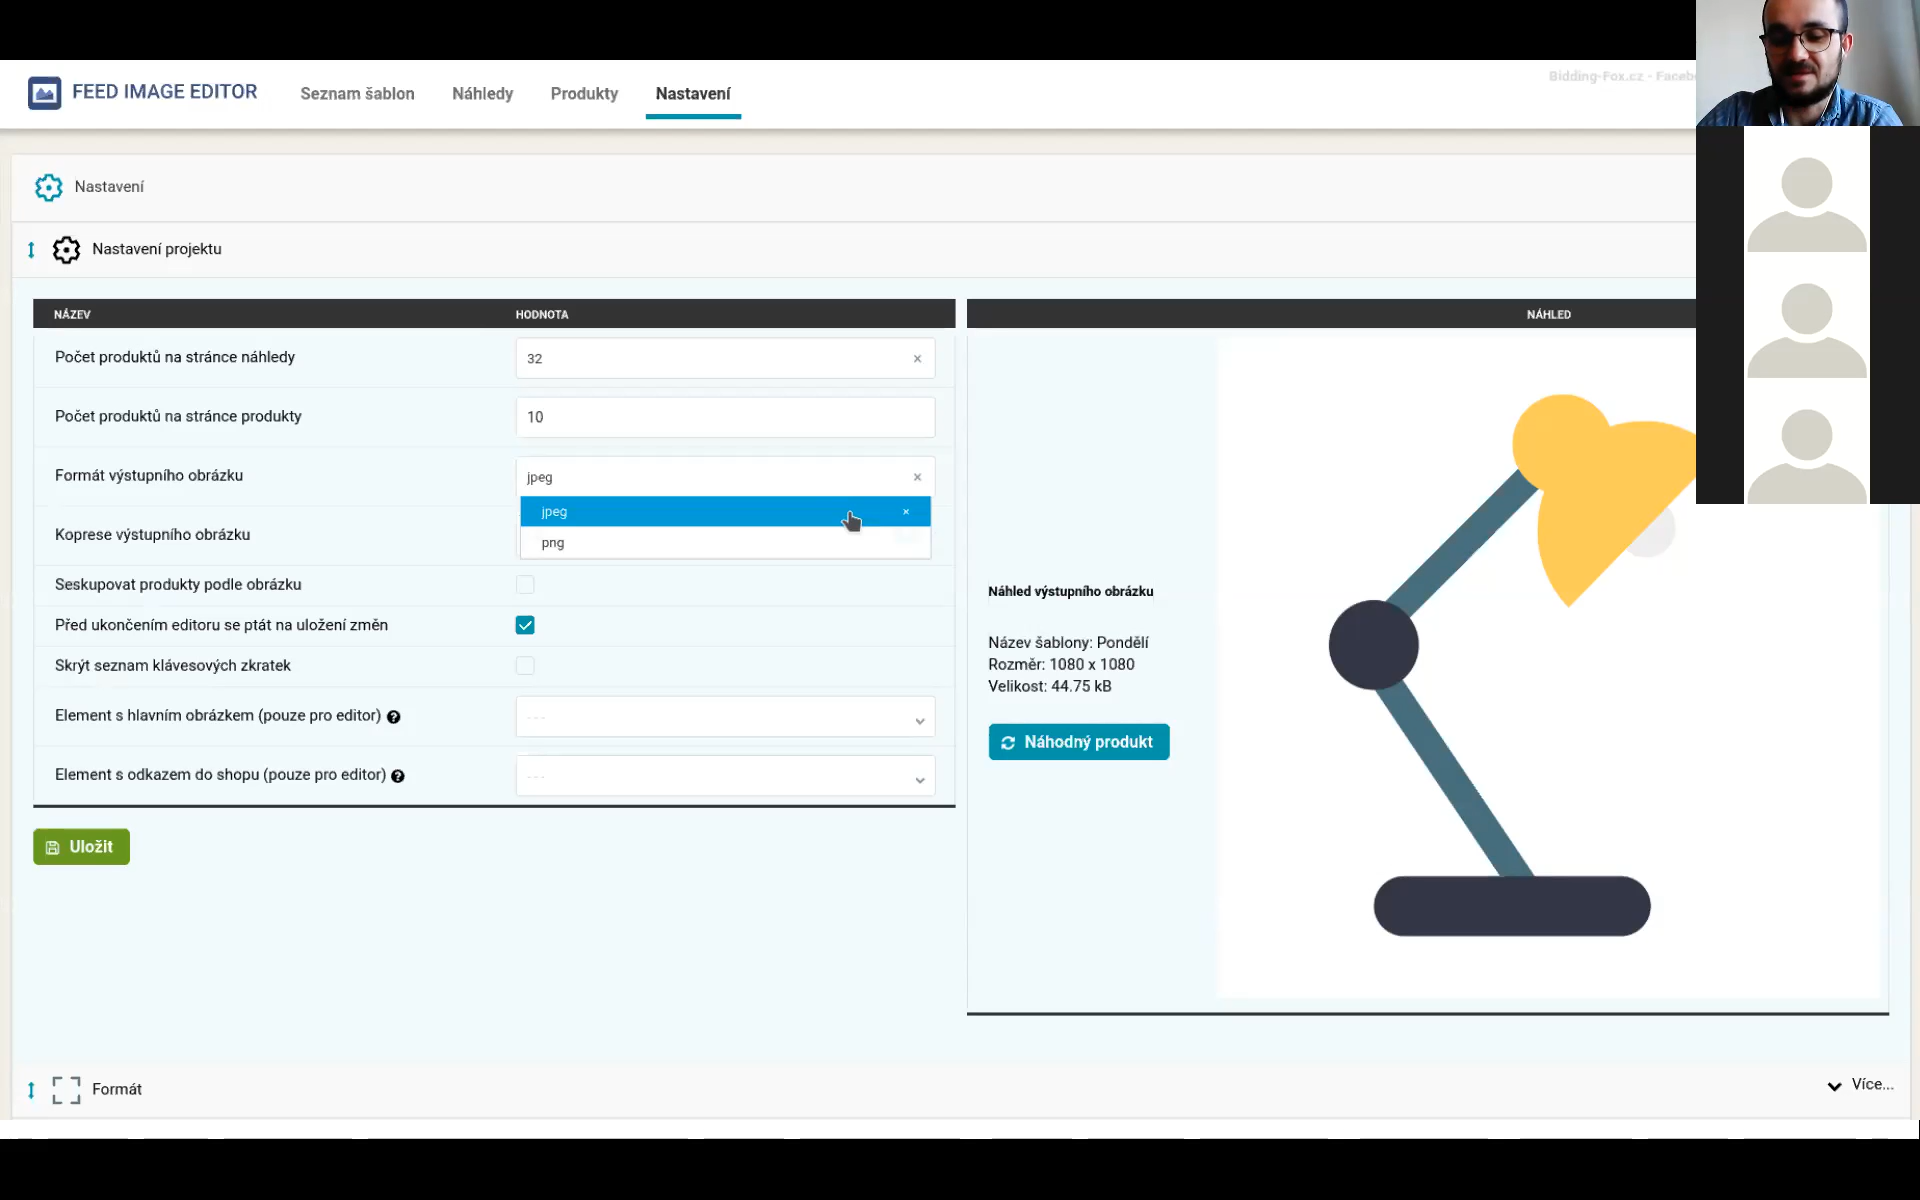 FEED IMAGE EDITOR
Seznam šablon
Náhledy
Produkty
Nastavení
Bidding-Fox.cz - Faceb
Nastavení
Nastavení projektu
NÁZEV
HODNOTA
NÁHLED
Počet produktů na stránce náhledy
32
×
Počet produktů na stránce produkty
10
Formát výstupního obrázku
jpeg
×
jpeg
×
png
Koprese výstupního obrázku
Seskupovat produkty podle obrázku
Před ukončením editoru se ptát na uložení změn
Skrýt seznam klávesových zkratek
Element s hlavním obrázkem (pouze pro editor) ?
---
Element s odkazem do shopu (pouze pro editor) ?
---
Uložit
Náhled výstupního obrázku
Název šablony: Pondělí
Rozměr: 1080 x 1080
Velikost: 44.75 kB
Náhodný produkt
Formát
Více...